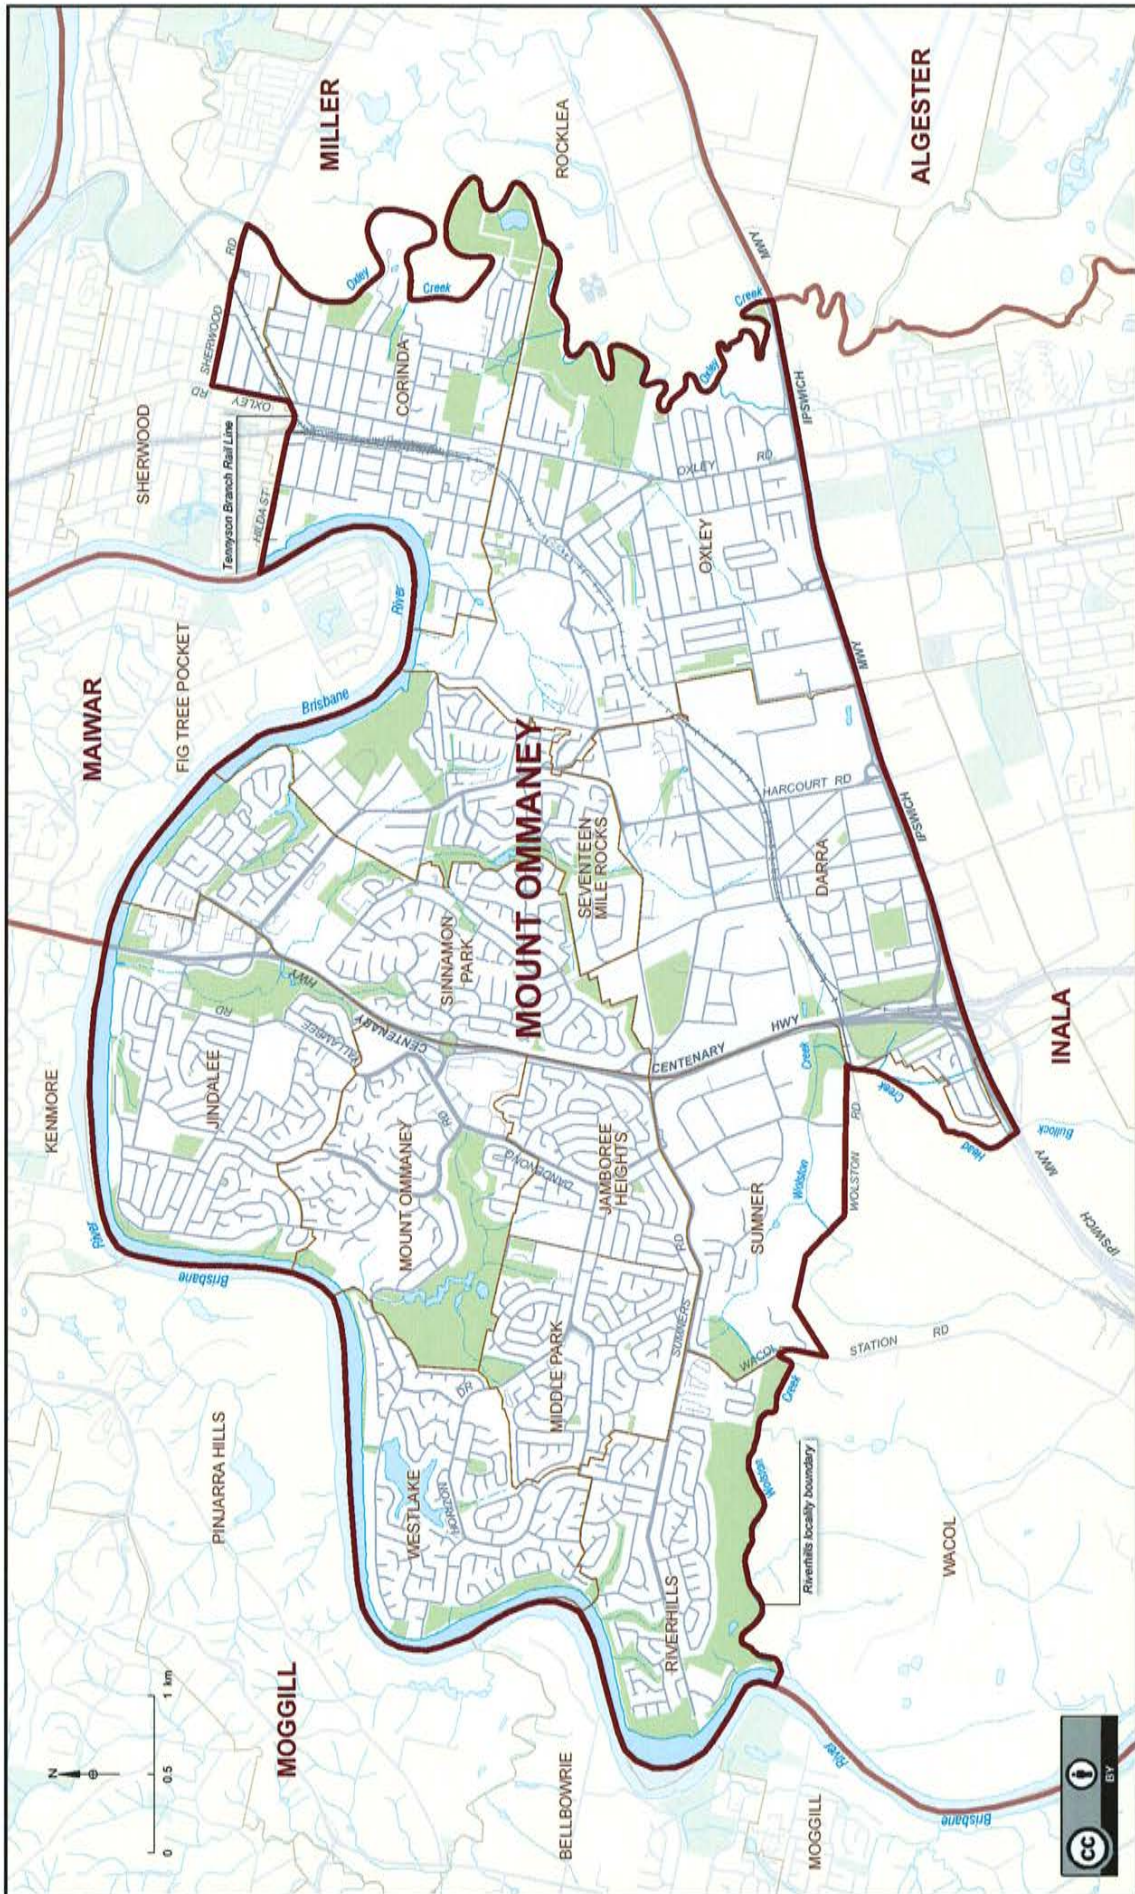 N
KENMORE
River
MAIWAR
SHERWOOD
0 0.5 1 km
FIG TREE POCKET
Brisbane
PINJARRA HILLS
JINDALEE
RD
Tennyson Branch Rail Line
OXLEY RD
SHERWOOD RD
HILDA ST
MOGGILL
HWY
Brisbane
MILLER
YALLAMBEE
CENTENARY
River
Oxley
Creek
WESTLAKE
MOUNT OMMANEY
RD
SINNAMON
PARK
CORINDA
HORIZON
DR
DANDENONG
MOUNT OMMANEY
BELLBOWRIE
MIDDLE PARK
JAMBOREE
HEIGHTS
SEVENTEEN
MILE ROCKS
ROCKLEA
RIVERHILLS
SUMNERS
RD
CENTENARY
HWY
OXLEY
OXLEY RD
Oxley
Creek
MWY
Wolston
Creek
WACOL
SUMNER
Wolston
Creek
HARCOURT RD
IPSWICH
Riverhills locality boundary
MOGGILL
River
STATION RD
WOLSTON RD
DARRA
MWY
ALGESTER
Creek
IPSWICH
Brisbane
WACOL
Head
Bullock
MWY
INALA
IPSWICH
CC
BY